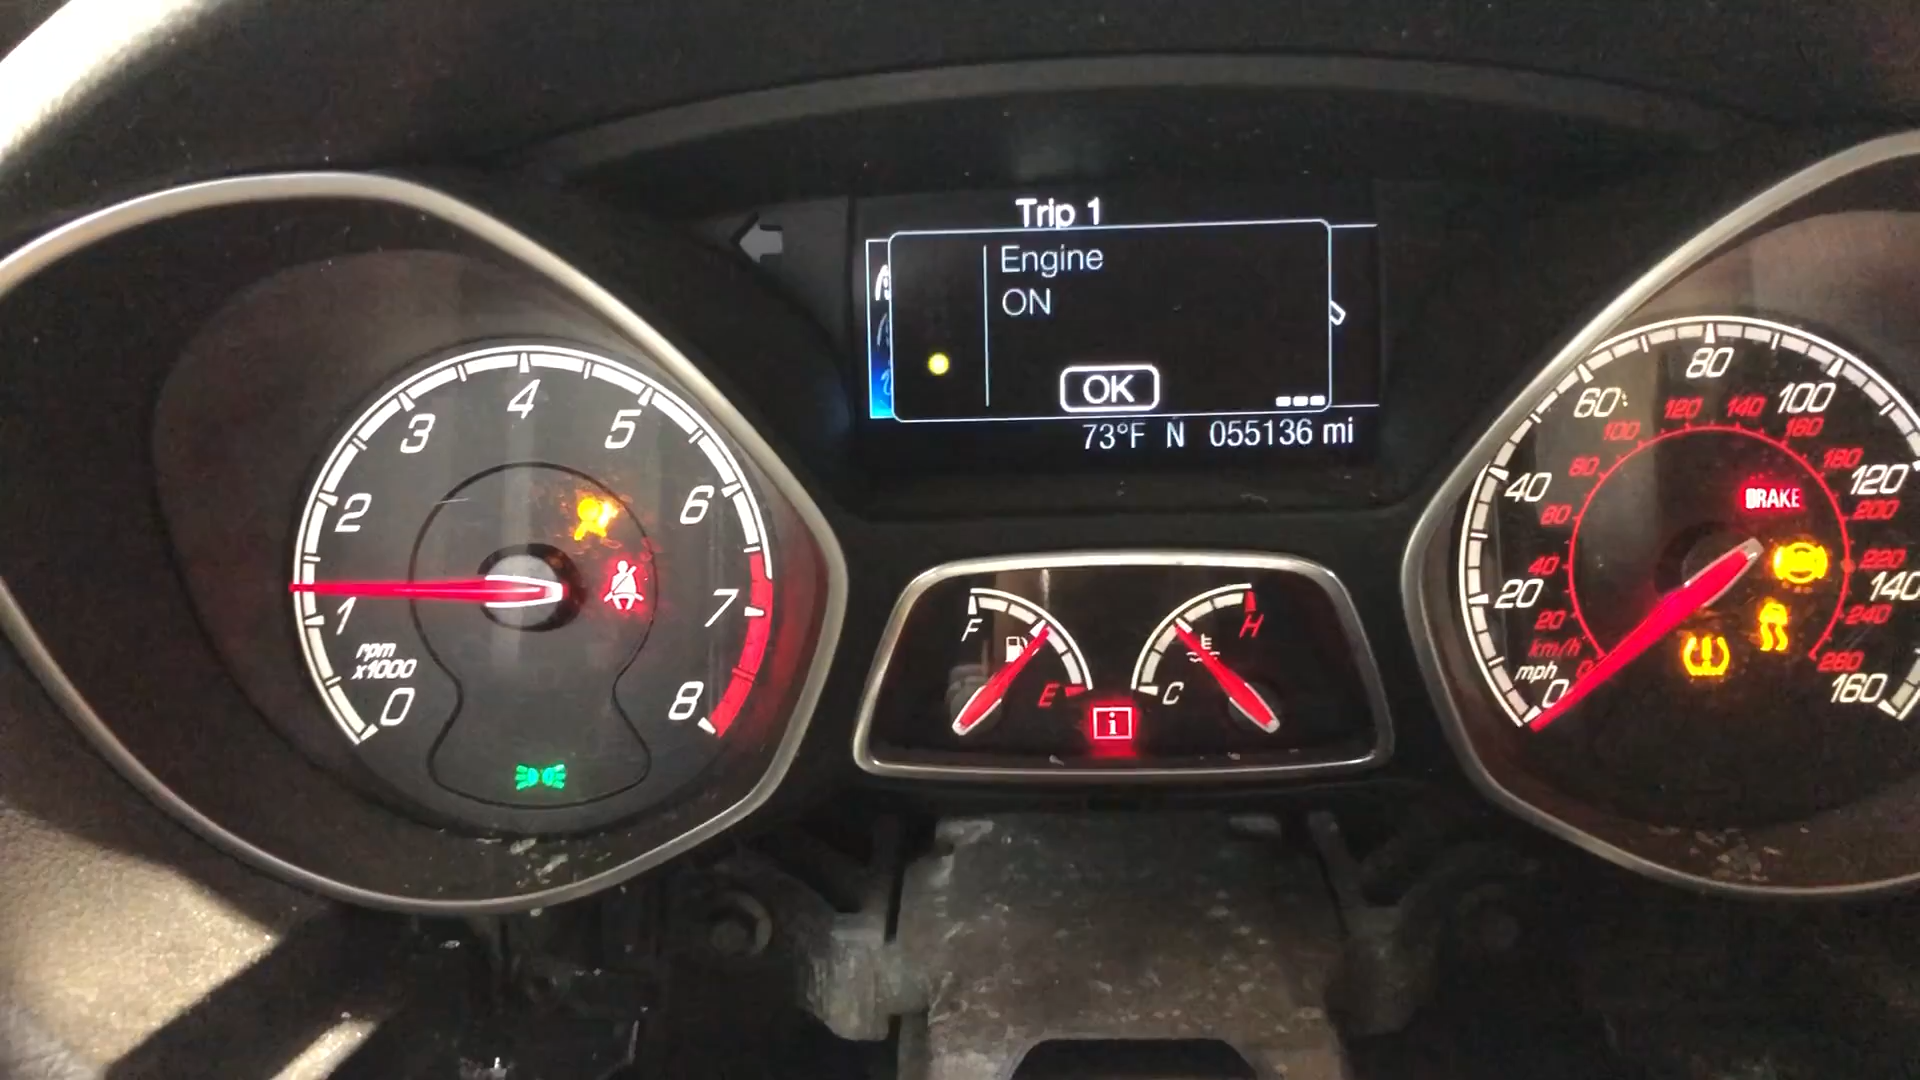 Trip 1
Engine
ON
OK
73°F N 055136 mi
0
1
2
3
4
5
6
7
8
rpm
x1000
F
E
C
H
i
BRAKE
0
20
40
60
80
100
120
140
160
mph
km/h
0
20
40
60
80
100
120
140
160
180
200
220
240
260